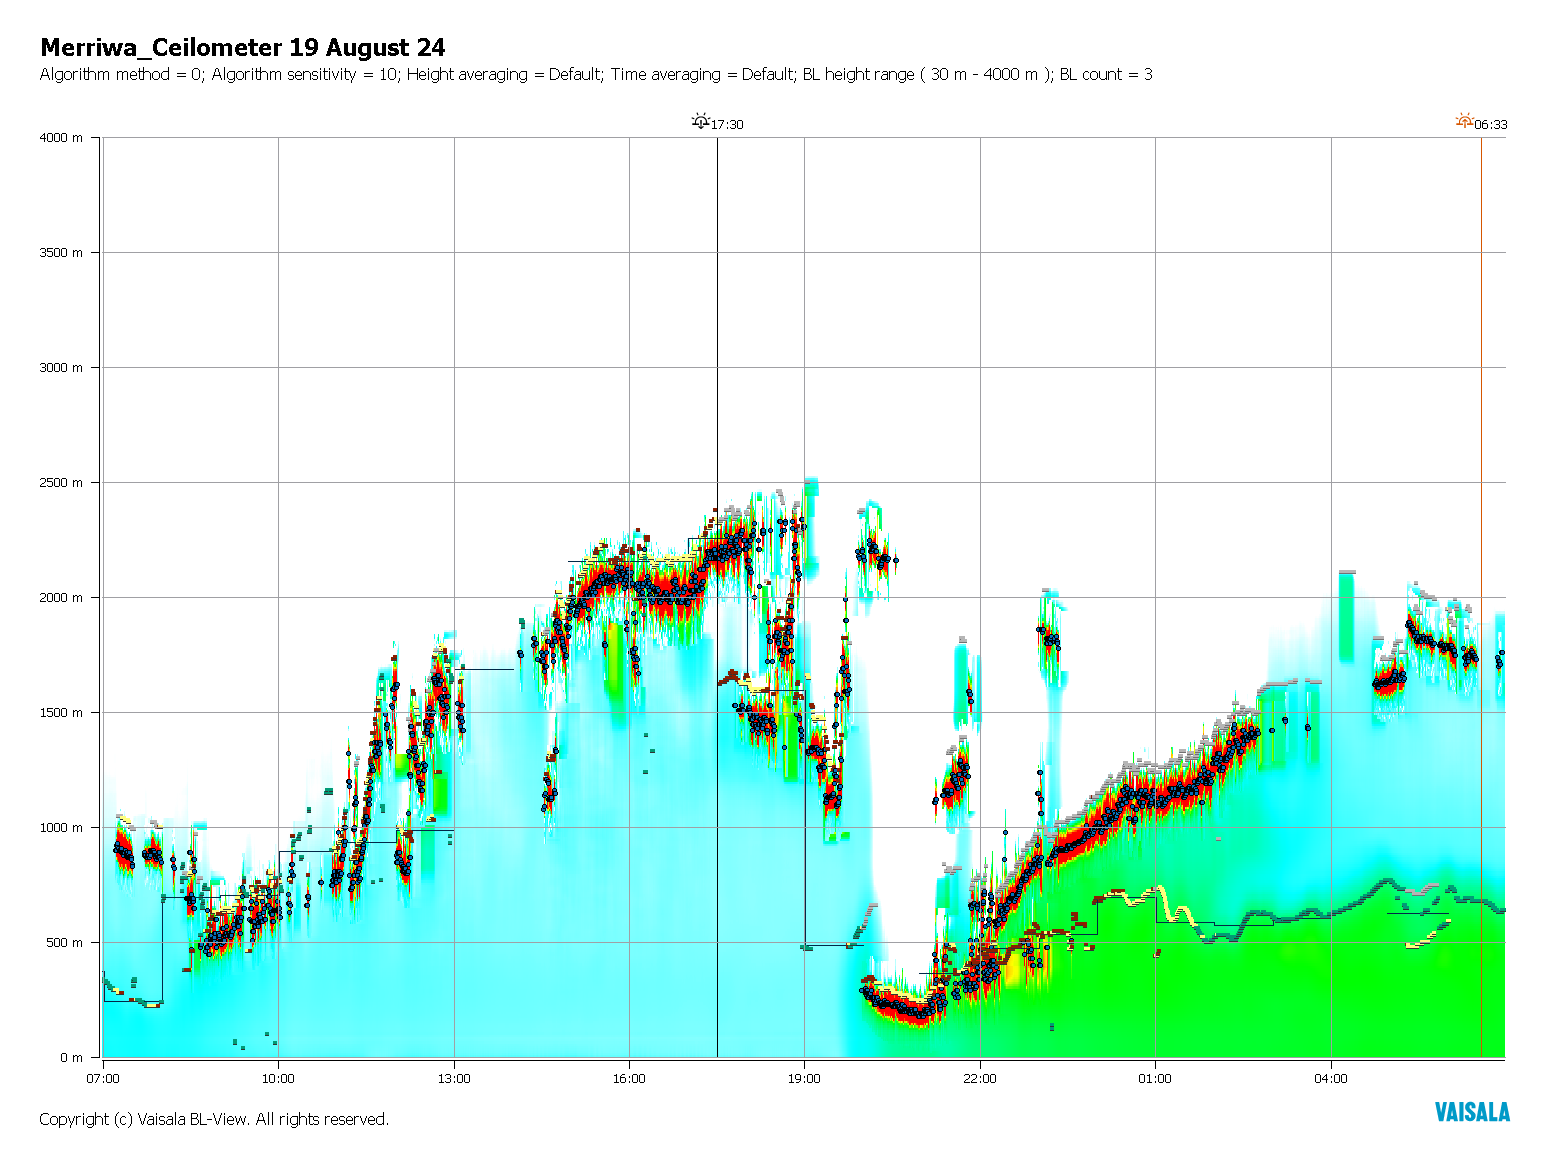 Merriwa_Ceilometer 19 August 24
Algorithm method = 0; Algorithm sensitivity = 10; Height averaging = Default; Time averaging = Default; BL height range ( 30 m - 4000 m ); BL count = 3
17:30
06:33
4000 m
3500 m
3000 m
2500 m
2000 m
1500 m
1000 m
500 m
0 m
07:00
10:00
13:00
16:00
19:00
22:00
01:00
04:00
Copyright (c) Vaisala BL-View. All rights reserved.
VAISALA